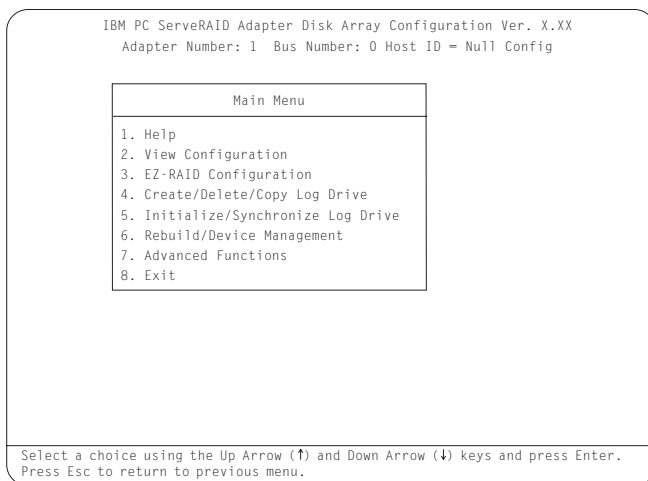 IBM PC ServeRAID Adapter Disk Array Configuration Ver. X.XX
Adapter Number: 1 Bus Number: 0 Host ID = Null Config
Main Menu
1. Help
2. View Configuration
3. EZ-RAID Configuration
4. Create/Delete/Copy Log Drive
5. Initialize/Synchronize Log Drive
6. Rebuild/Device Management
7. Advanced Functions
8. Exit
Select a choice using the Up Arrow (↑) and Down Arrow (↓) keys and press Enter.
Press Esc to return to previous menu.